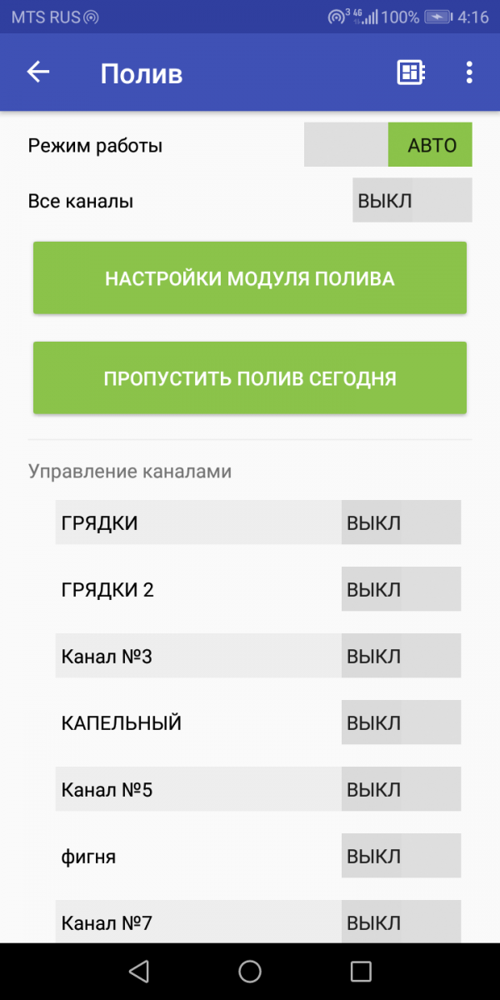 MTS RUS 3 4G 100% 4:16
Полив
Режим работы АВТО
Все каналы ВЫКЛ
НАСТРОЙКИ МОДУЛЯ ПОЛИВА
ПРОПУСТИТЬ ПОЛИВ СЕГОДНЯ
Управление каналами
ГРЯДКИ ВЫКЛ
ГРЯДКИ 2 ВЫКЛ
Канал №3 ВЫКЛ
КАПЕЛЬНЫЙ ВЫКЛ
Канал №5 ВЫКЛ
фигня ВЫКЛ
Канал №7 ВЫКЛ